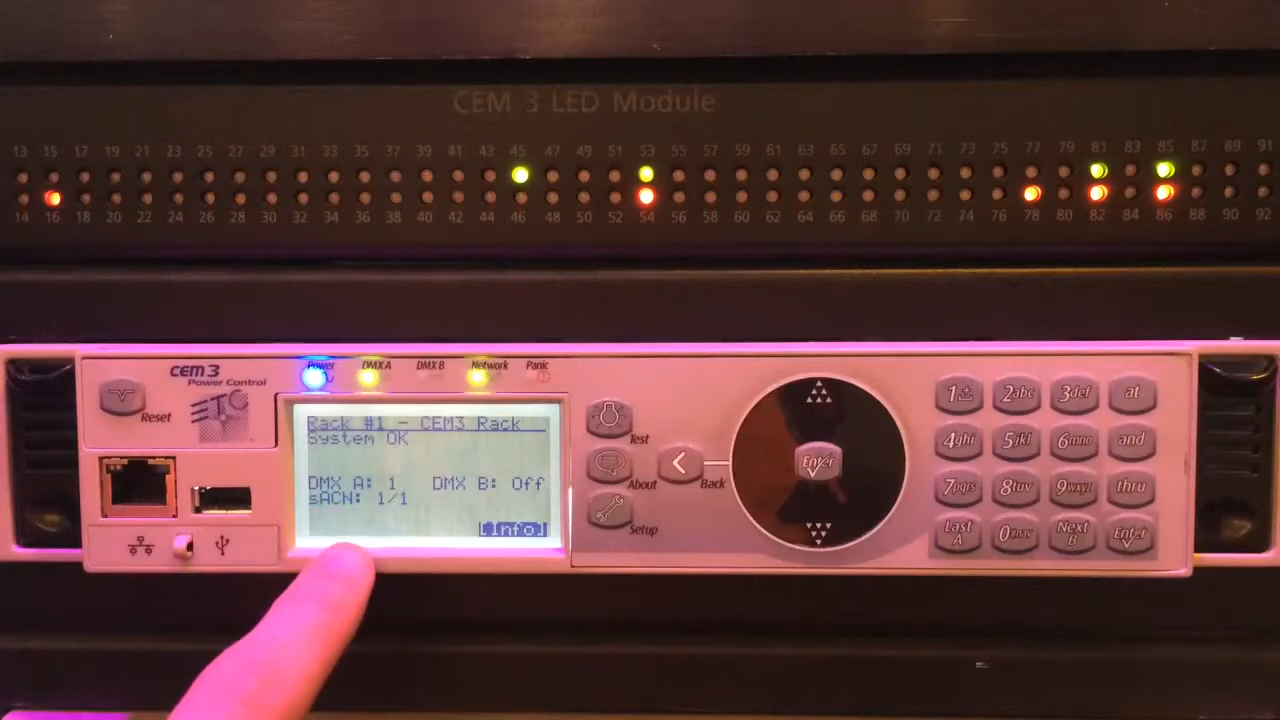 CEM 3 LED Module
13 15 17 19 21 23 25 27 29 31 33 35 37 39 41 43 45 47 49 51 53 55 57 59 61 63 65 67 69 71 73 75 77 79 81 83 85 87 89 91
14 16 18 20 22 24 26 28 30 32 34 36 38 40 42 44 46 48 50 52 54 56 58 60 62 64 66 68 70 72 74 76 78 80 82 84 86 88 90 92
CEM3
Power Control
ETC
Reset
Power DMX A DMX B Network Panic
Rack #1 - CEM3 Rack
System OK
DMX A: 1 DMX B: Off
sACN: 1/1
[Info]
Test
About
Setup
Back
Enter
1 2abc 3def at
4ghi 5jkl 6mno and
7pqrs 8tuv 9wxyz thru
Last A 0#nav Next B Enter